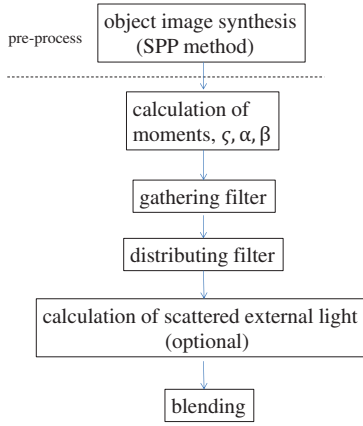 object image synthesis
(SPP method)
pre-process
calculation of
moments, ς, α, β
gathering filter
distributing filter
calculation of scattered external light
(optional)
blending